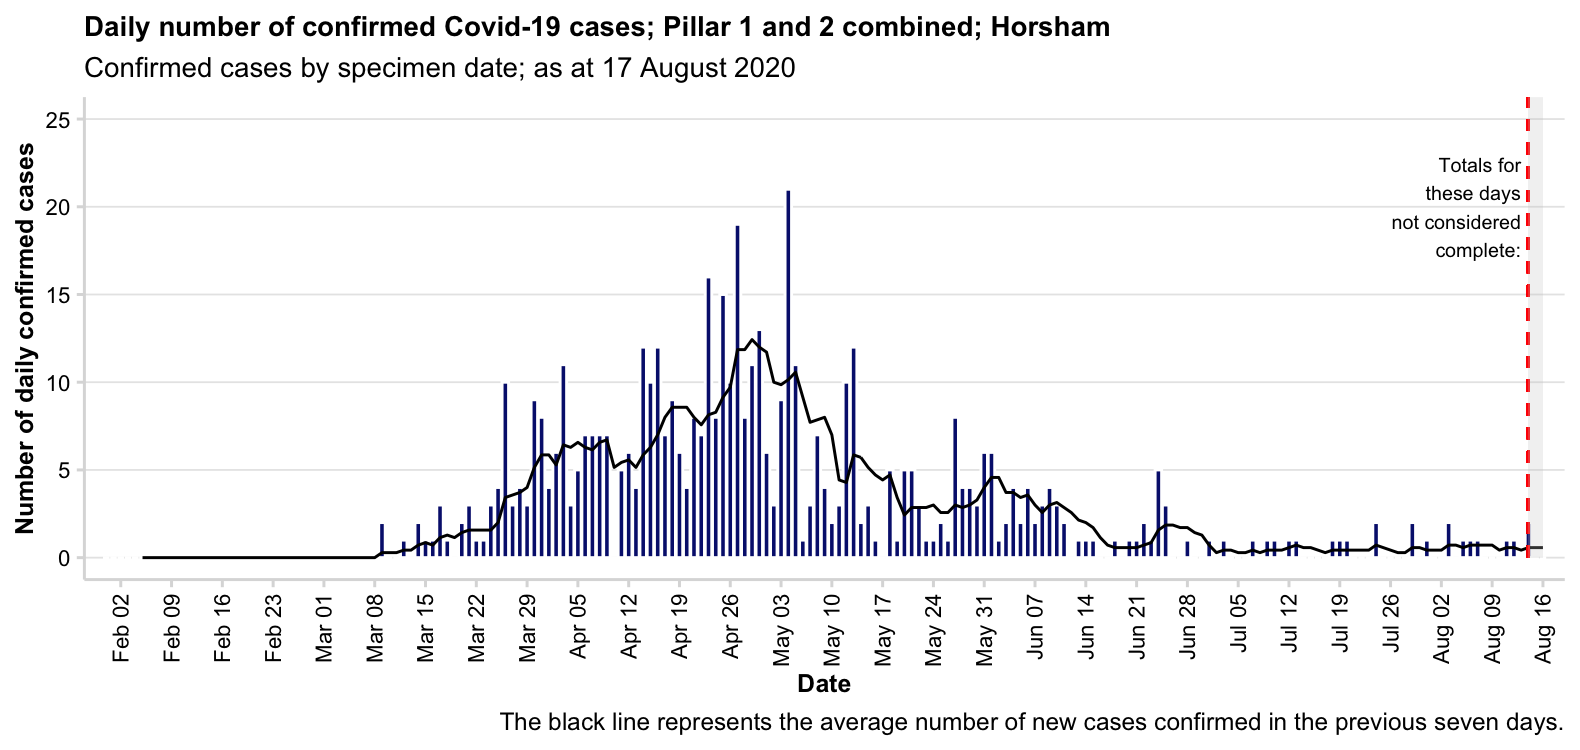 Daily number of confirmed Covid-19 cases; Pillar 1 and 2 combined; Horsham
Confirmed cases by specimen date; as at 17 August 2020
Number of daily confirmed cases
25
20
15
10
5
0
Totals for
these days
not considered
complete:
Feb 02
Feb 09
Feb 16
Feb 23
Mar 01
Mar 08
Mar 15
Mar 22
Mar 29
Apr 05
Apr 12
Apr 19
Apr 26
May 03
May 10
May 17
May 24
May 31
Jun 07
Jun 14
Jun 21
Jun 28
Jul 05
Jul 12
Jul 19
Jul 26
Aug 02
Aug 09
Aug 16
Date
The black line represents the average number of new cases confirmed in the previous seven days.